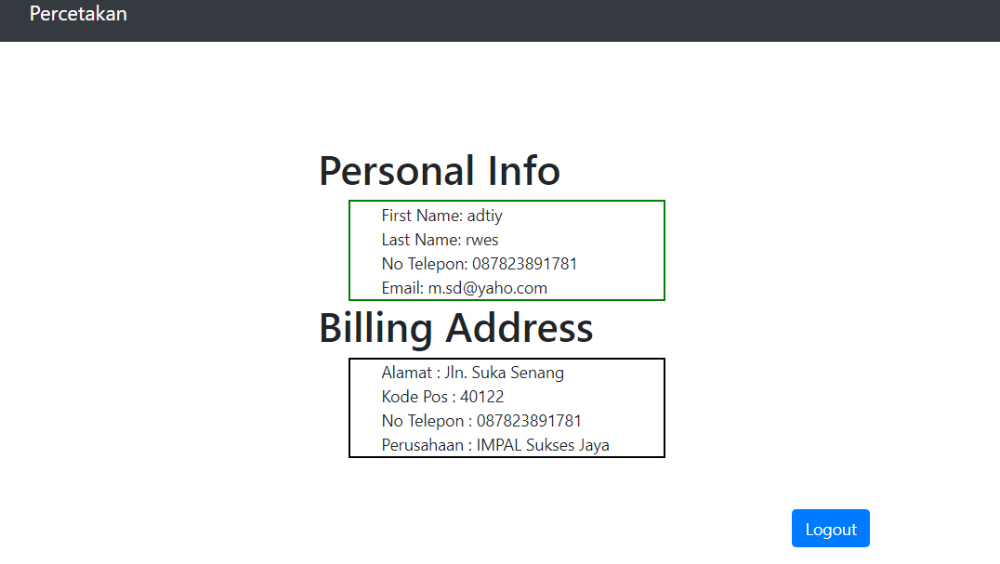 Percetakan
Personal Info
First Name: adtiy
Last Name: rwes
No Telepon: 087823891781
Email: m.sd@yaho.com
Billing Address
Alamat : Jln. Suka Senang
Kode Pos : 40122
No Telepon : 087823891781
Perusahaan : IMPAL Sukses Jaya
Logout